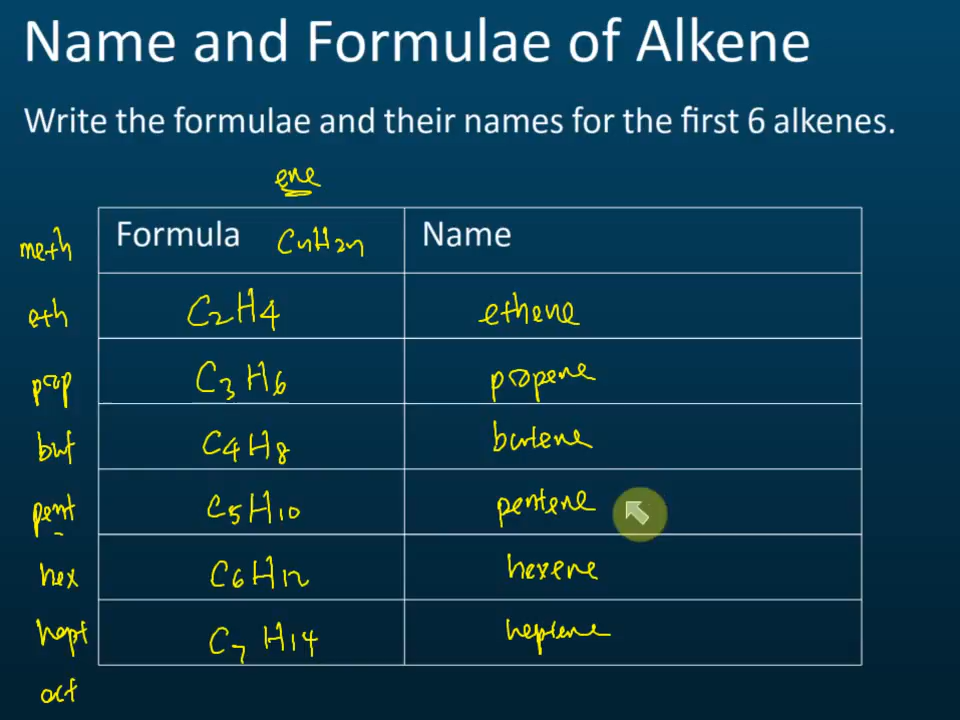 Name and Formulae of Alkene
Write the formulae and their names for the first 6 alkenes.
ene
meth Formula CnH2n Name
eth C2H4 ethene
prop C3H6 propene
but C4H8 butene
pent C5H10 pentene
hex C6H12 hexene
hept C7H14 heptene
oct